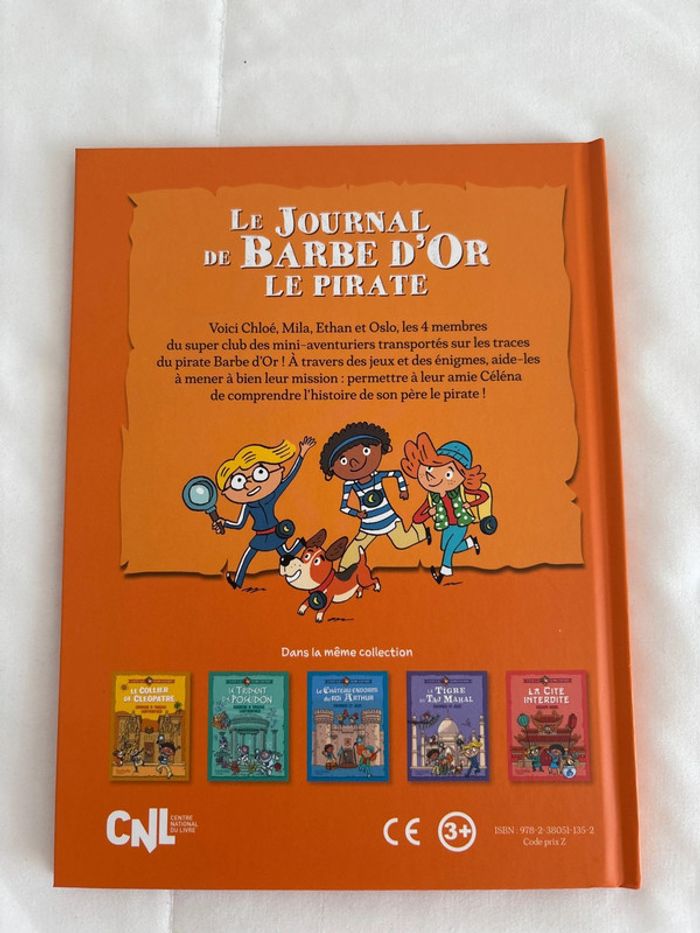 Le Journal
de Barbe d'Or
le pirate
Voici Chloé, Mila, Ethan et Oslo, les 4 membres
du super club des mini-aventuriers transportés sur les traces
du pirate Barbe d'Or ! À travers des jeux et des énigmes, aide-les
à mener à bien leur mission : permettre à leur amie Céléna
de comprendre l'histoire de son père le pirate !
Dans la même collection
Le Collier
de Cléopatre
Le Trident
de Poséidon
Le Château endormi
du roi Arthur
Le Tigre
du Taj Mahal
La Cité
interdite
CNL
CENTRE
NATIONAL
DU LIVRE
CE
3+
ISBN : 978-2-38051-135-2
Code prix Z